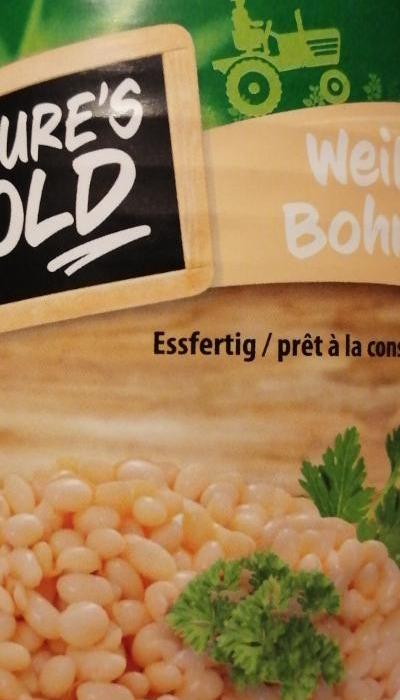 URE'S
OLD
Weiß
Bohn
Essfertig / prêt à la cons